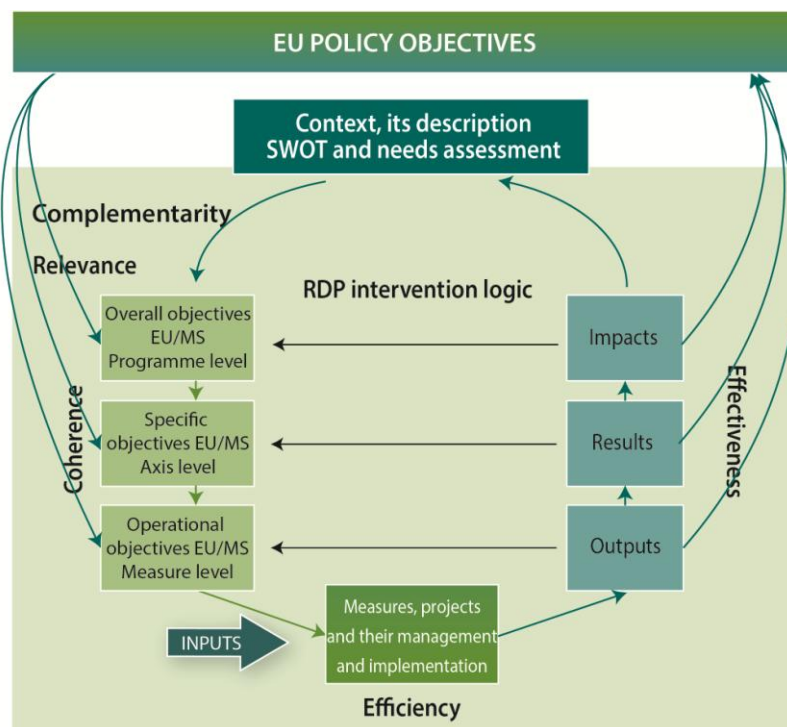 EU POLICY OBJECTIVES
Context, its description
SWOT and needs assessment
Complementarity
Relevance
RDP intervention logic
Overall objectives
EU/MS
Programme level
Impacts
Coherence
Specific
objectives EU/MS
Axis level
Results
Effectiveness
Operational
objectives EU/MS
Measure level
Outputs
INPUTS
Measures, projects
and their management
and implementation
Efficiency